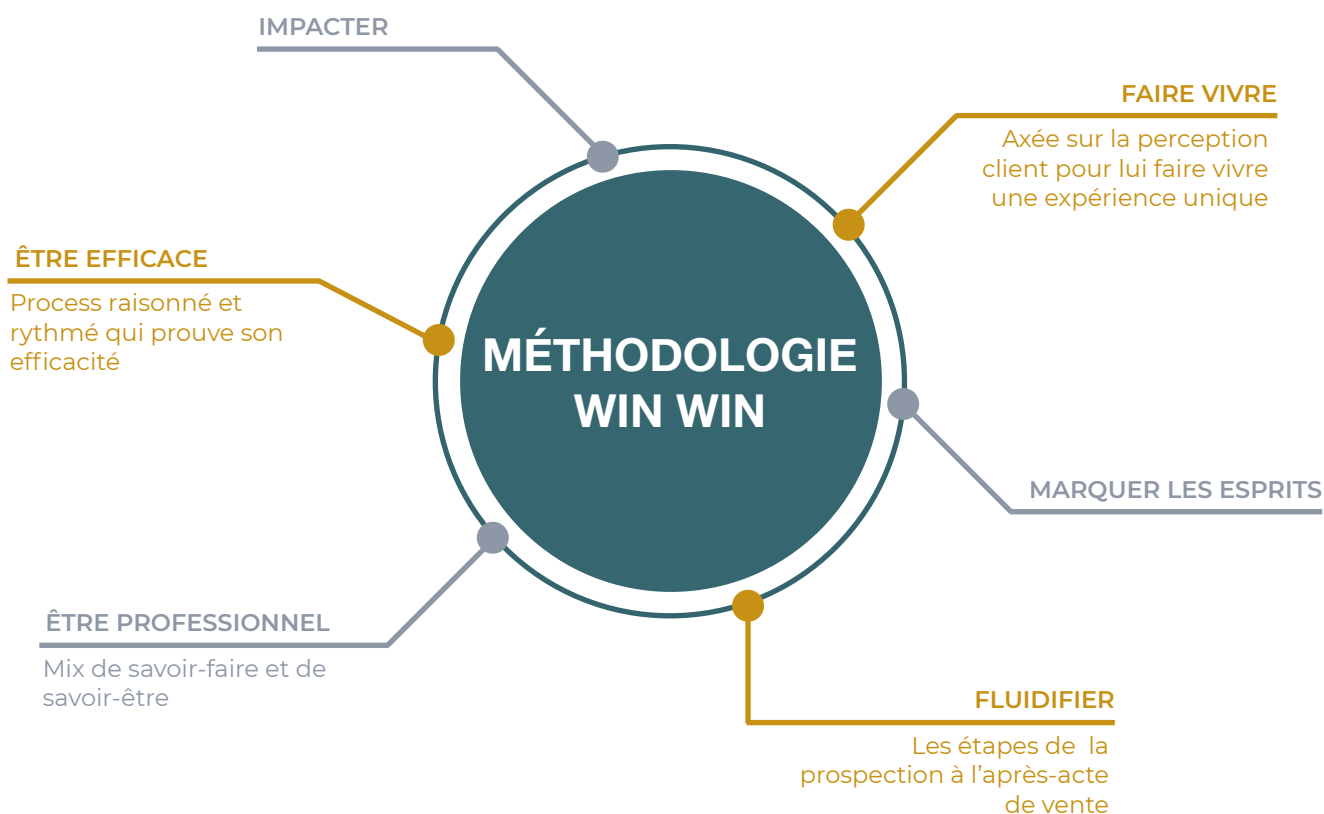 IMPACTER
FAIRE VIVRE
Axée sur la perception
client pour lui faire vivre
une expérience unique
ÊTRE EFFICACE
Process raisonné et
rythmé qui prouve son
efficacité
MÉTHODOLOGIE
WIN WIN
MARQUER LES ESPRITS
ÊTRE PROFESSIONNEL
Mix de savoir-faire et de
savoir-être
FLUIDIFIER
Les étapes de  la
prospection à l’après-acte
de vente